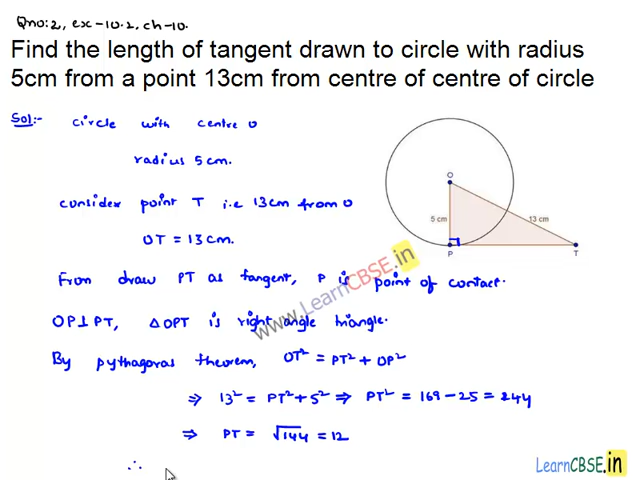 Qno:2, ex-10.2, ch-10.
Find the length of tangent drawn to circle with radius
5cm from a point 13cm from centre of centre of circle
Sol:- circle with centre O
radius 5cm.
consider point T i.e 13cm from O
OT = 13cm.
From draw PT as tangent, P is point of contact.
OP⊥PT, △OPT is right angle triangle.
By pythagoras theorem, OT² = PT² + OP²
⇒ 13² = PT² + 5² ⇒ PT² = 169 - 25 = 244
⇒ PT = √144 = 12
∴
O
5 cm
13 cm
P
T
www.LearnCBSE.in
LearnCBSE.in